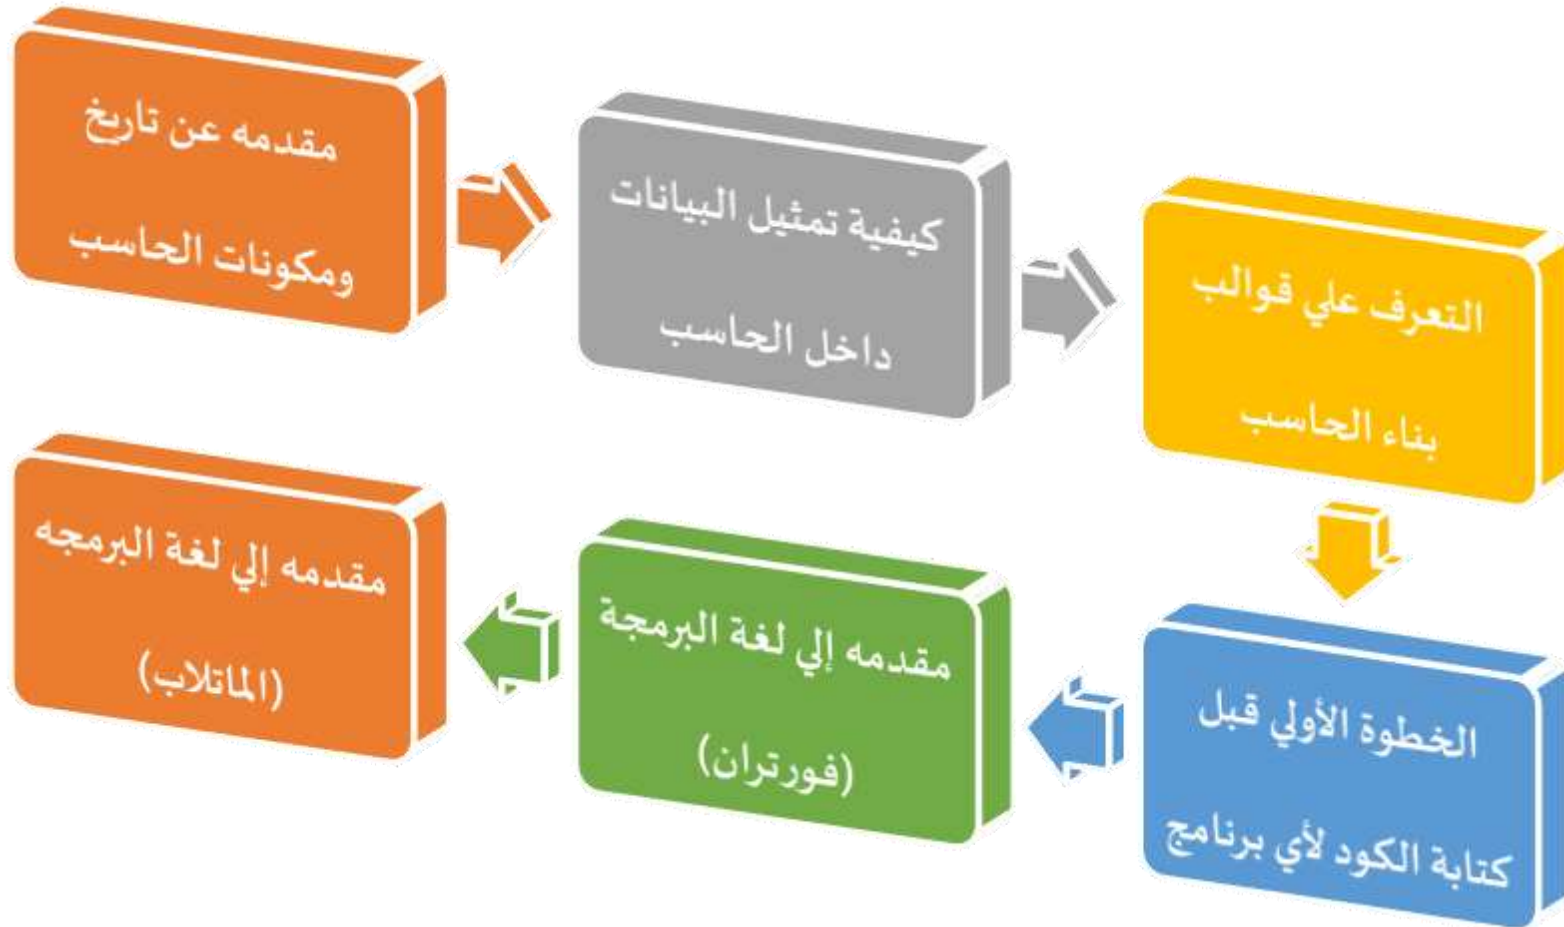 مقدمه عن تاريخ
ومكونات الحاسب
كيفية تمثيل البيانات
داخل الحاسب
التعرف علي قوالب
بناء الحاسب
الخطوة الأولي قبل
كتابة الكود لأي برنامج
مقدمه إلي لغة البرمجة
(فورتران)
مقدمه إلي لغة البرمجه
(الماتلاب)